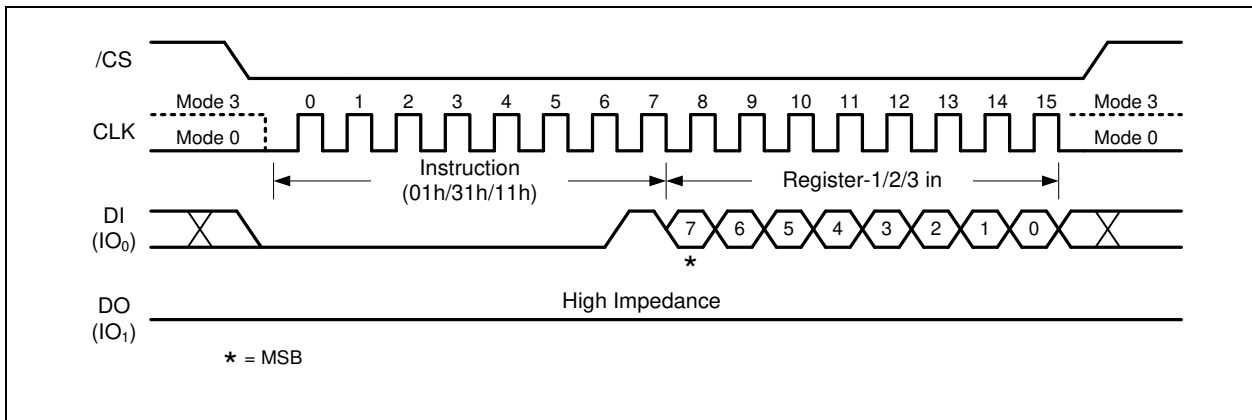 /CS
Mode 3 0 1 2 3 4 5 6 7 8 9 10 11 12 13 14 15 Mode 3
CLK Mode 0 Mode 0
Instruction
(01h/31h/11h)
Register-1/2/3 in
DI
(IO₀)
7 6 5 4 3 2 1 0
*
High Impedance
DO
(IO₁)
* = MSB